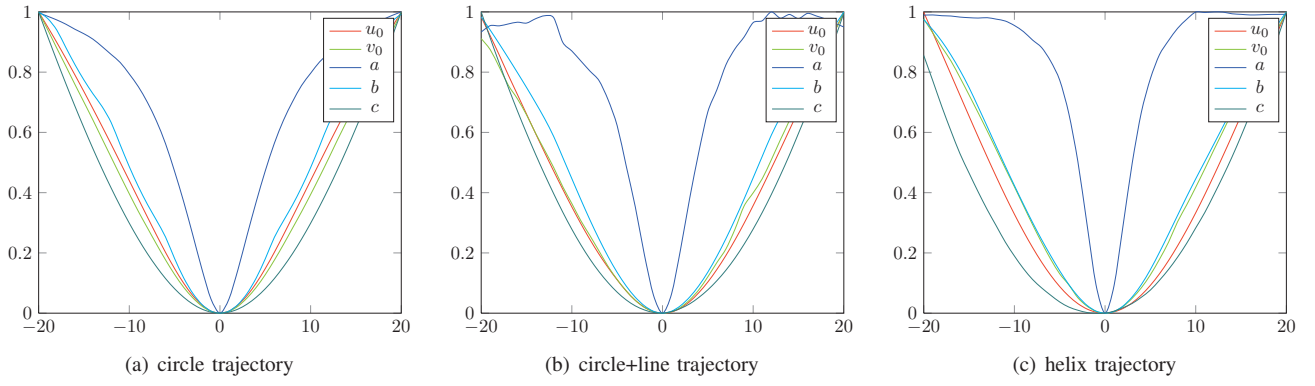 1
0.8
0.6
0.4
0.2
0
−20 −10 0 10 20
u₀
v₀
a
b
c
(a) circle trajectory
1
0.8
0.6
0.4
0.2
0
−20 −10 0 10 20
u₀
v₀
a
b
c
(b) circle+line trajectory
1
0.8
0.6
0.4
0.2
0
−20 −10 0 10 20
u₀
v₀
a
b
c
(c) helix trajectory